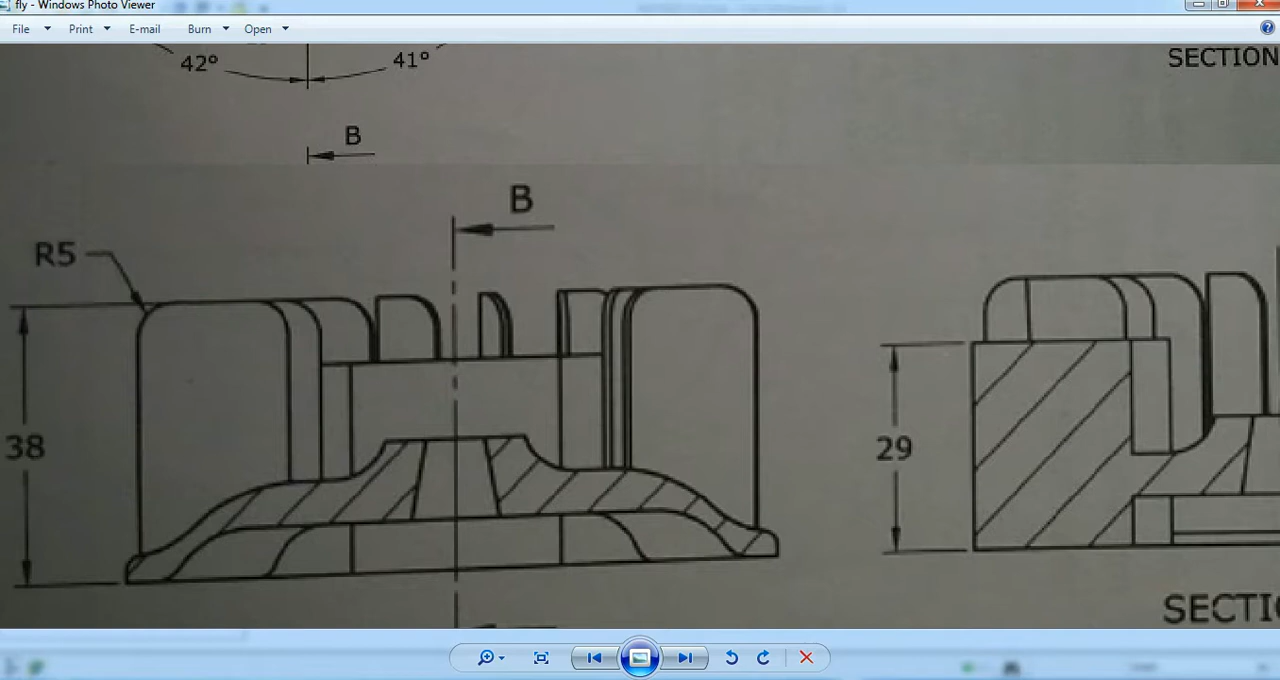 fly - Windows Photo Viewer
File Print E-mail Burn Open
42° 41°
SECTION
B
B
R5
38
29
SECTI